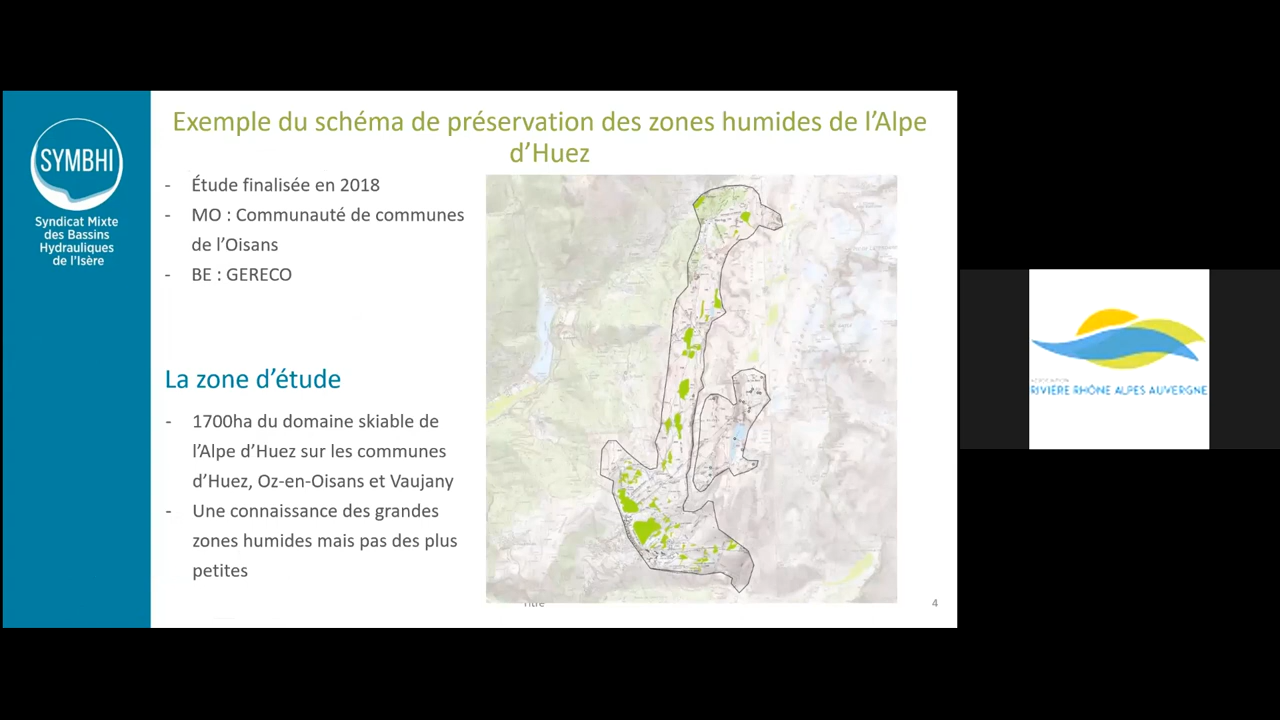 SYMBHI
Syndicat Mixte
des Bassins
Hydrauliques
de l'Isère
Exemple du schéma de préservation des zones humides de l'Alpe
d'Huez
- Étude finalisée en 2018
- MO : Communauté de communes
de l'Oisans
- BE : GERECO
La zone d'étude
- 1700ha du domaine skiable de
l'Alpe d'Huez sur les communes
d'Huez, Oz-en-Oisans et Vaujany
- Une connaissance des grandes
zones humides mais pas des plus
petites
Titre
4
ASSOCIATION
RIVIÈRE RHÔNE ALPES AUVERGNE